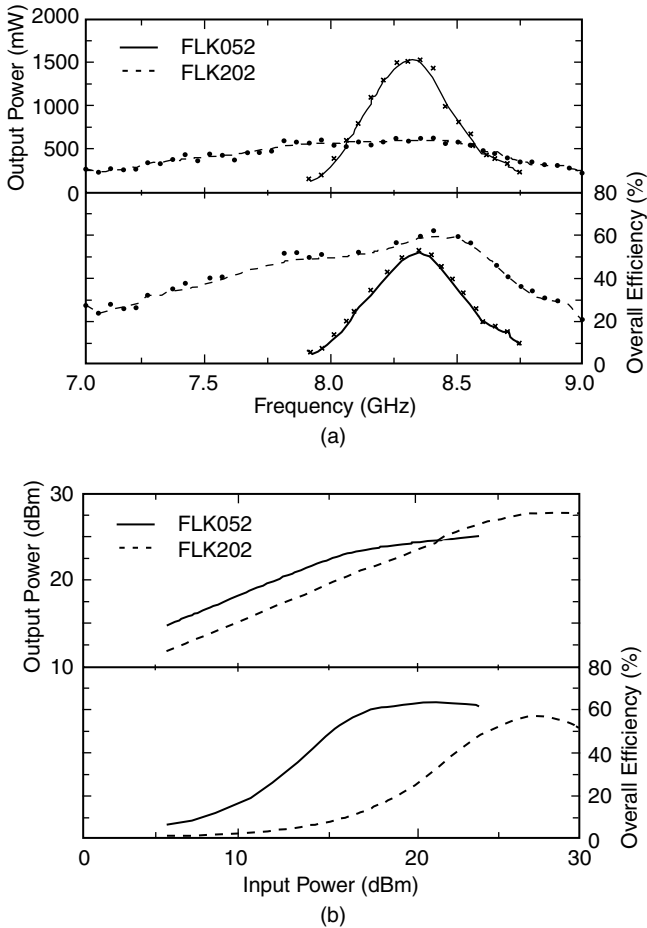 2000
1500
1000
500
0
Output Power (mW)
FLK052
FLK202
80
60
40
20
0
Overall Efficiency (%)
7.0
7.5
8.0
8.5
9.0
Frequency (GHz)
(a)
30
20
10
Output Power (dBm)
FLK052
FLK202
80
60
40
20
0
Overall Efficiency (%)
0
10
20
30
Input Power (dBm)
(b)